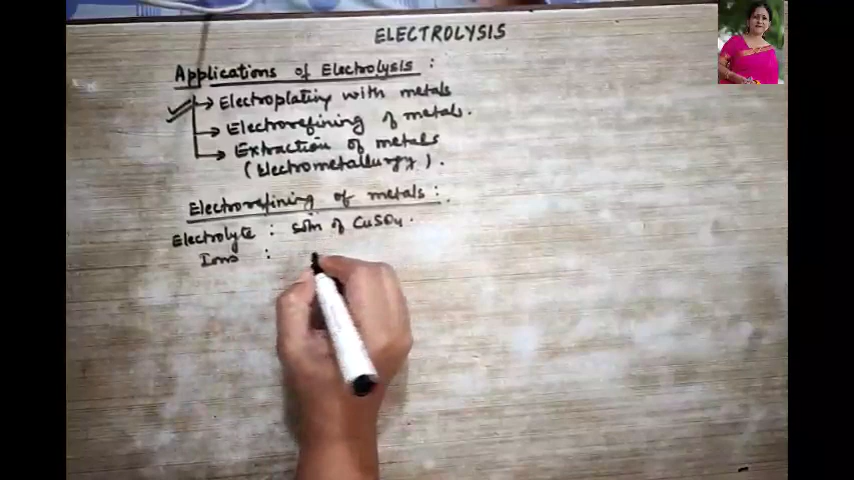 ELECTROLYSIS
Applications of Electrolysis :
→ Electroplating with metals
→ Electrorefining of metals.
→ Extraction of metals
(Electrometallurgy).
Electrorefining of metals :
Electrolyte : soln of CuSO4.
Ions :